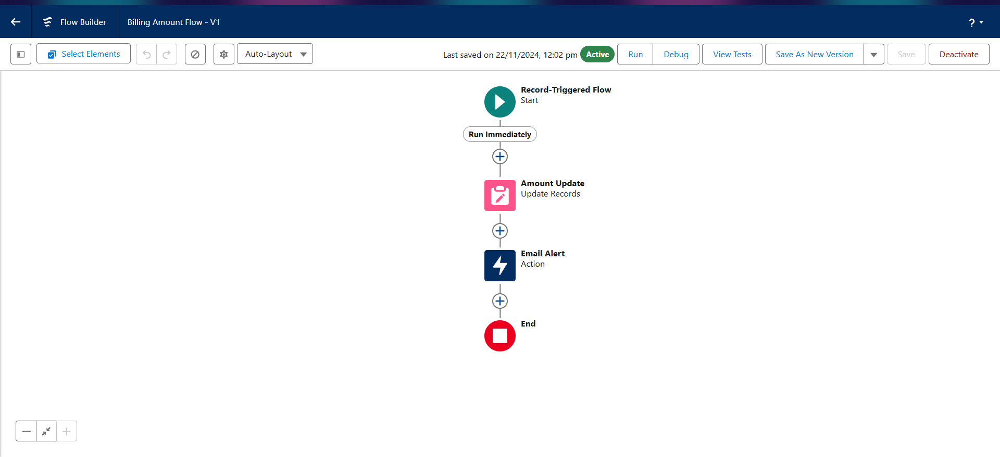 Flow Builder
Billing Amount Flow - V1
?
Select Elements
Auto-Layout
Last saved on 22/11/2024, 12:02 pm
Active
Run
Debug
View Tests
Save As New Version
Save
Deactivate
Record-Triggered Flow
Start
Run Immediately
Amount Update
Update Records
Email Alert
Action
End